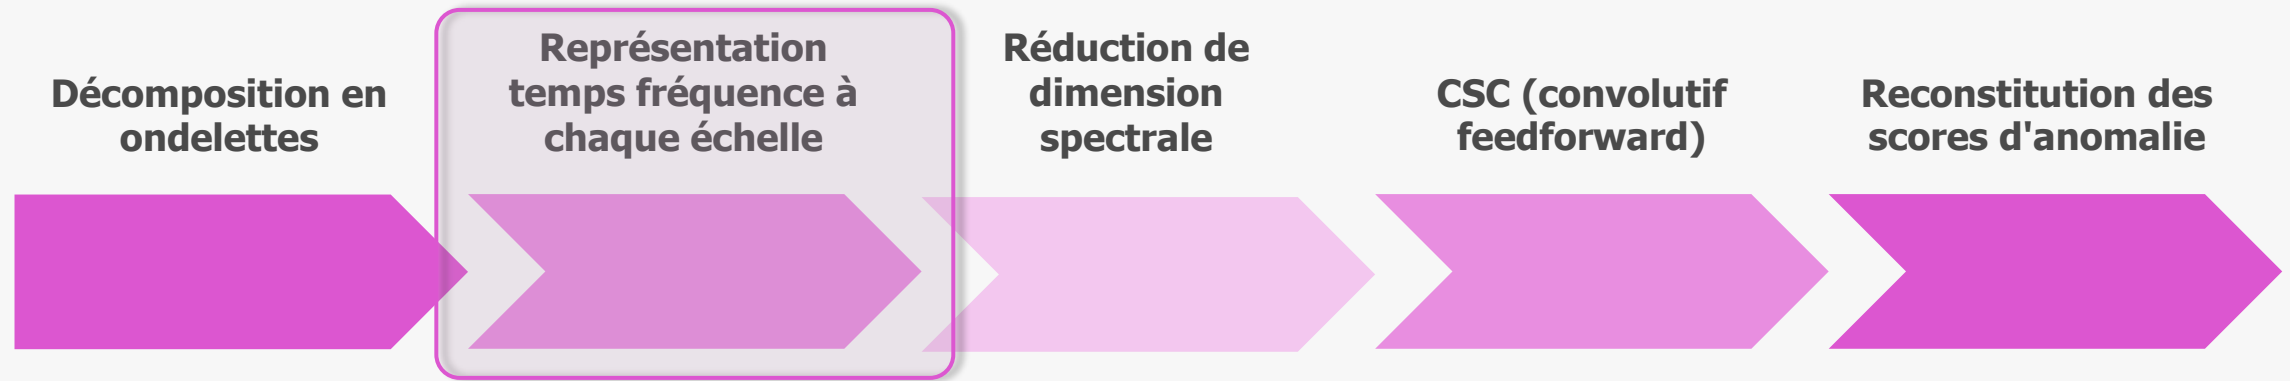 Décomposition en
ondelettes
Représentation
temps fréquence à
chaque échelle
Réduction de
dimension
spectrale
CSC (convolutif
feedforward)
Reconstitution des
scores d'anomalie